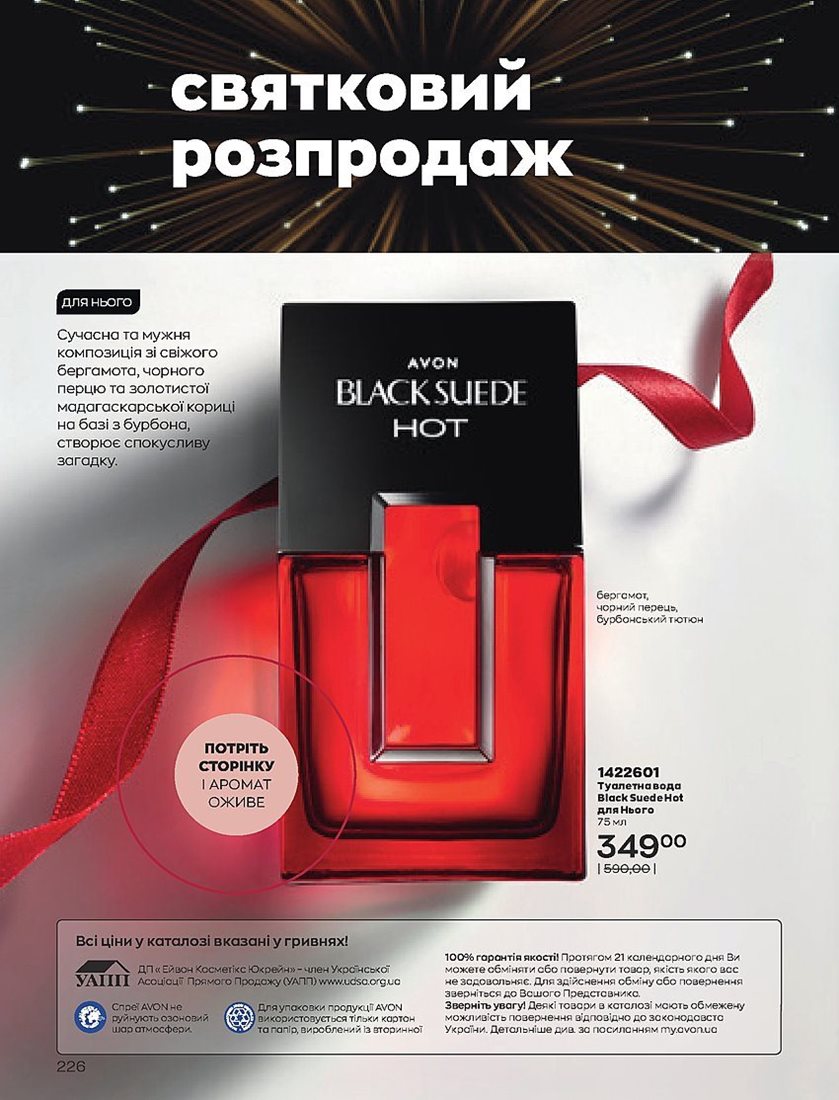 святковий
розпродаж
ДЛЯ НЬОГО
Сучасна та мужня
композиція зі свіжого
бергамота, чорного
перцю та золотистої
мадагаскарської кориці
на базі з бурбона,
створює спокусливу
загадку.
AVON
BLACK SUEDE
HOT
бергамот,
чорний перець,
бурбонський тютюн
ПОТРІТЬ
СТОРІНКУ
І АРОМАТ
ОЖИВЕ
1422601
Туалетна вода
Black Suede Hot
для Нього
75 мл
349⁰⁰
| 590,00 |
Всі ціни у каталозі вказані у гривнях!
УАПП
ДП «Ейвон Косметікс Юкрейн» – член Української
Асоціації Прямого Продажу (УАПП) www.udsa.org.ua
Спреї AVON не
руйнують озоновий
шар атмосфери.
Для упаковки продукції AVON
використовується тільки картон
та папір, вироблений із вторинної
100% гарантія якості! Протягом 21 календарного дня Ви
можете обміняти або повернути товар, якість якого вас
не задовольняє. Для здійснення обміну або повернення
зверніться до Вашого Представника.
Зверніть увагу! Деякі товари в каталозі мають обмежену
можливість повернення відповідно до законодавства
України. Детальніше див. за посиланням my.avon.ua
226